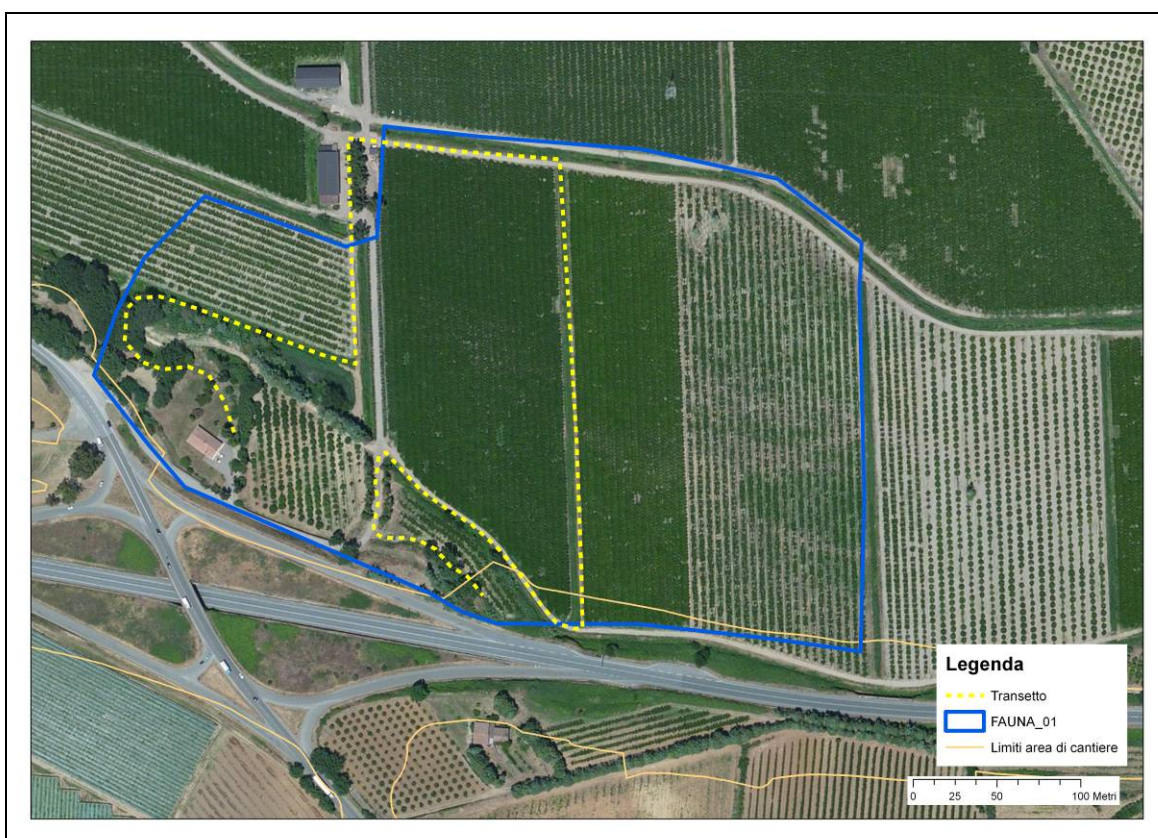 Legenda
Transetto
FAUNA_01
Limiti area di cantiere
0 25 50 100 Metri